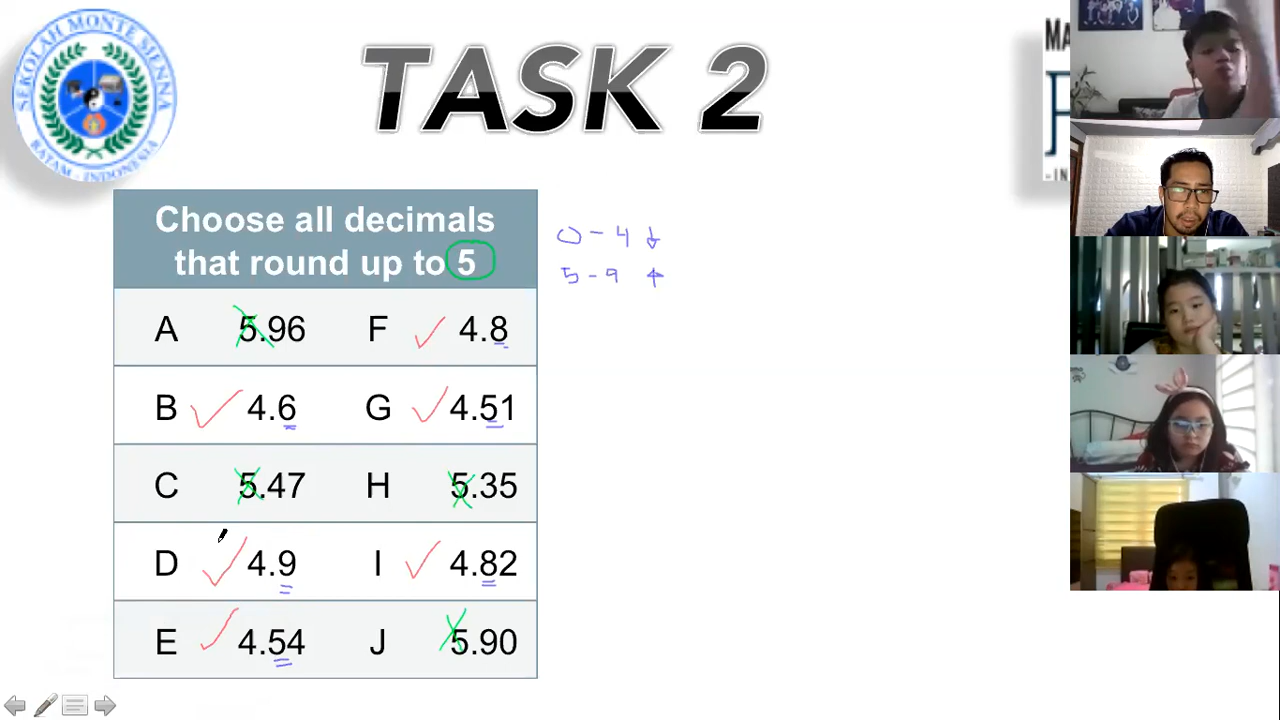 SEKOLAH MONTE SIENNA
BATAM - INDONESIA
TASK 2
MA
-IN
Choose all decimals
that round up to 5
0 - 4 ↓
5 - 9 ↑
A 5.96 F 4.8
B 4.6 G 4.51
C 5.47 H 5.35
D 4.9 I 4.82
E 4.54 J 5.90